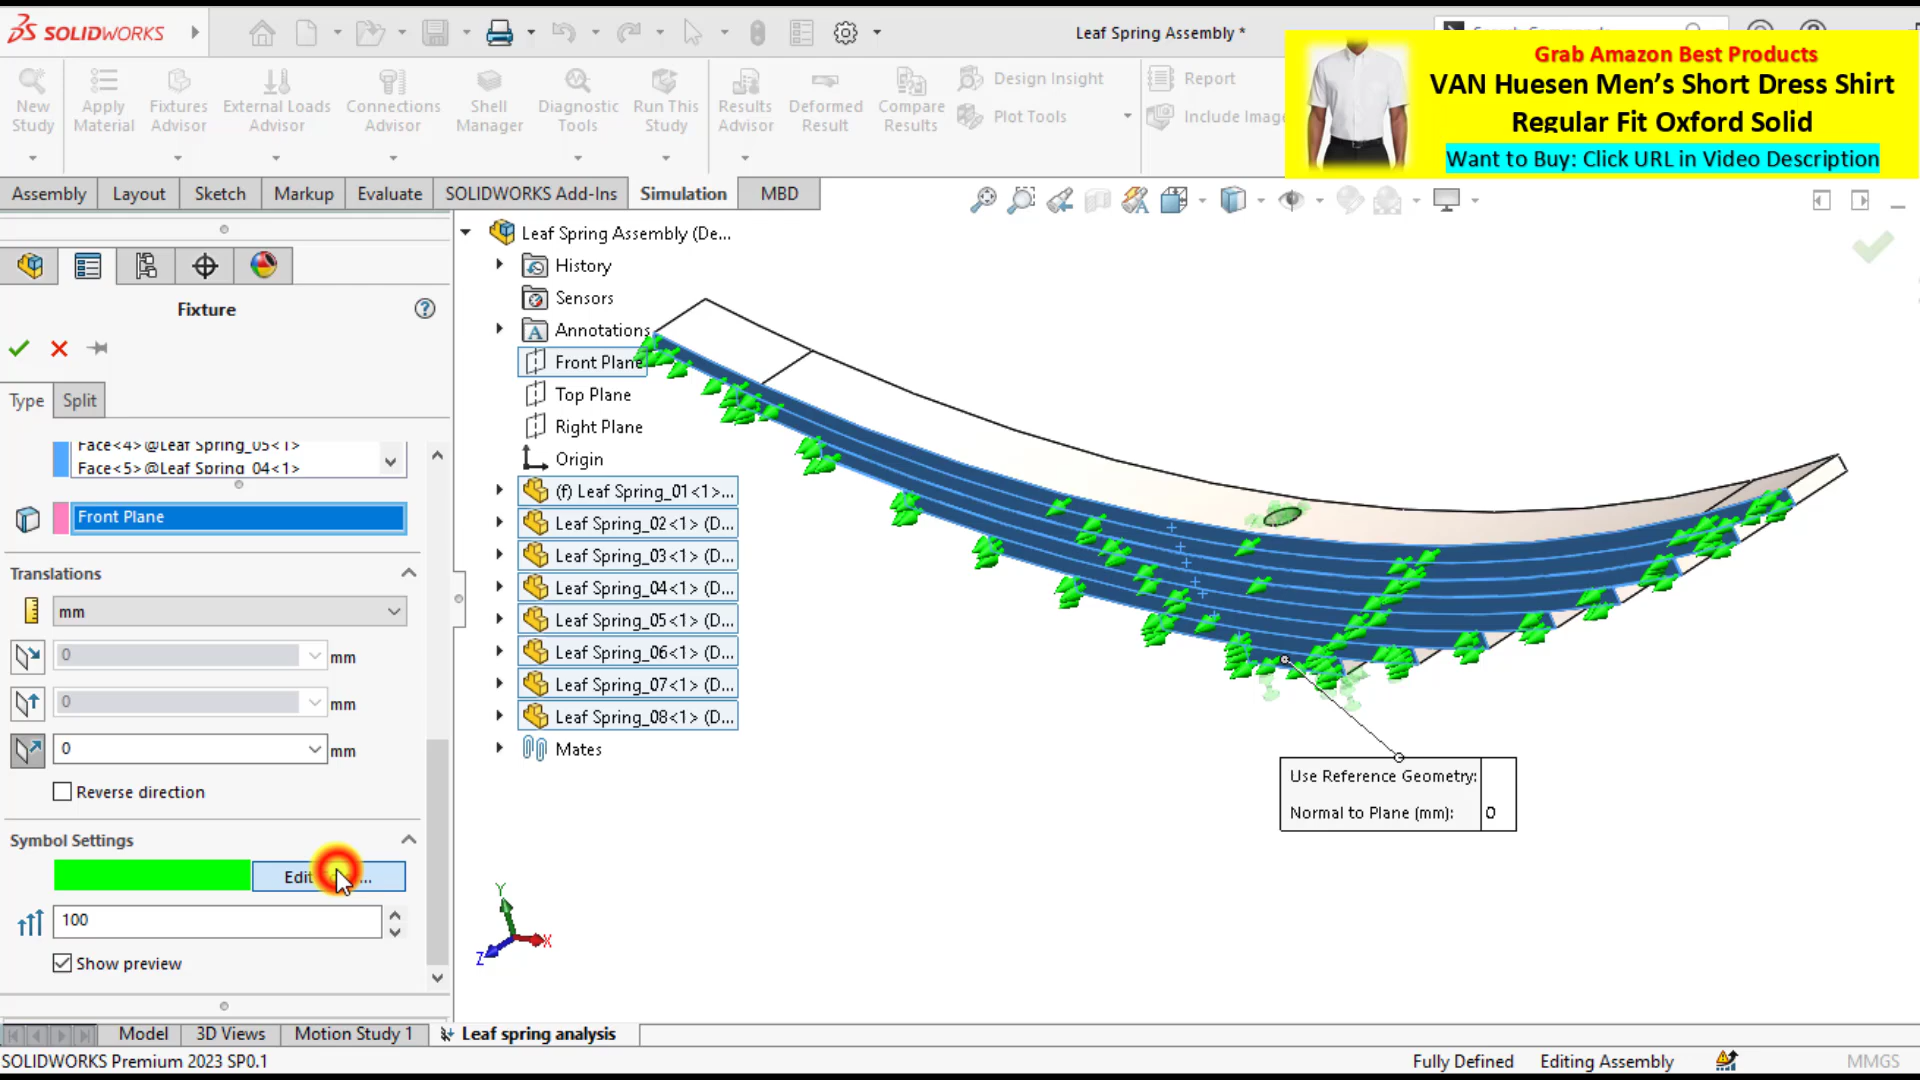 SOLIDWORKS
Leaf Spring Assembly *
Grab Amazon Best Products
VAN Huesen Men's Short Dress Shirt
Regular Fit Oxford Solid
Want to Buy: Click URL in Video Description
New Study
Apply Material
Fixtures Advisor
External Loads Advisor
Connections Advisor
Shell Manager
Diagnostic Tools
Run This Study
Results Advisor
Deformed Result
Compare Results
Design Insight
Plot Tools
Report
Include Imag
Assembly
Layout
Sketch
Markup
Evaluate
SOLIDWORKS Add-Ins
Simulation
MBD
Fixture
Type
Split
Face<4>@Leaf Spring_05<1>
Face<5>@Leaf Spring_04<1>
Front Plane
Translations
mm
0 mm
0 mm
0 mm
Reverse direction
Symbol Settings
Edit ...
100
Show preview
Leaf Spring Assembly (De...
History
Sensors
Annotations
Front Plane
Top Plane
Right Plane
Origin
(f) Leaf Spring_01<1>...
Leaf Spring_02<1> (D...
Leaf Spring_03<1> (D...
Leaf Spring_04<1> (D...
Leaf Spring_05<1> (D...
Leaf Spring_06<1> (D...
Leaf Spring_07<1> (D...
Leaf Spring_08<1> (D...
Mates
Use Reference Geometry:
Normal to Plane (mm): 0
Y
X
Z
Model
3D Views
Motion Study 1
Leaf spring analysis
SOLIDWORKS Premium 2023 SP0.1
Fully Defined
Editing Assembly
MMGS